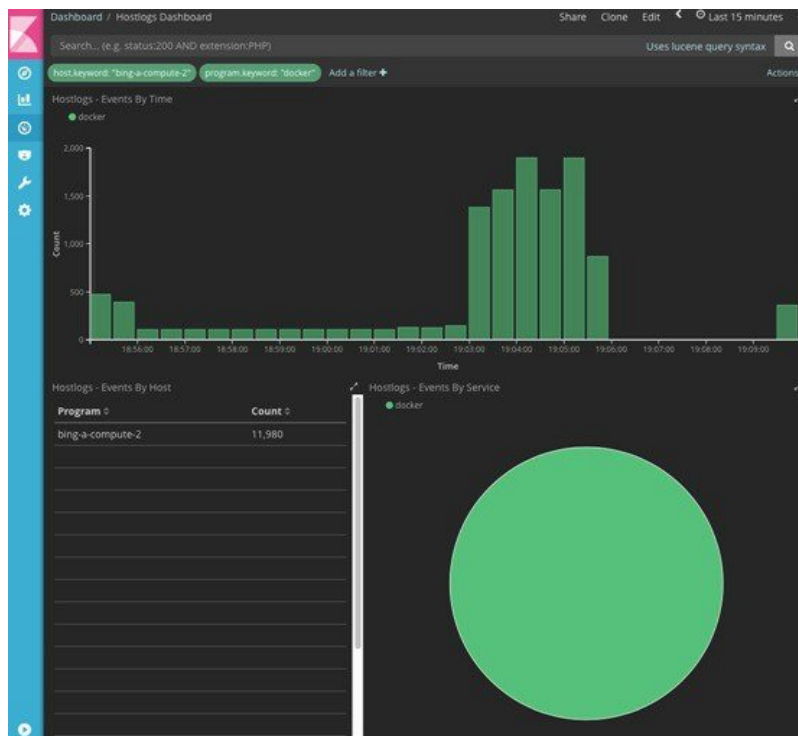 Dashboard / Hostlogs Dashboard
Share Clone Edit Last 15 minutes
Search... (e.g. status:200 AND extension:PHP)
Uses lucene query syntax
host.keyword: "bing-a-compute-2" program.keyword: "docker" Add a filter +
Actions
Hostlogs - Events By Time
docker
2,000
1,500
1,000
500
0
Count
18:56:00 18:57:00 18:58:00 18:59:00 19:00:00 19:01:00 19:02:00 19:03:00 19:04:00 19:05:00 19:06:00 19:07:00 19:08:00 19:09:00
Time
Hostlogs - Events By Host
Program Count
bing-a-compute-2 11,980
Hostlogs - Events By Service
docker